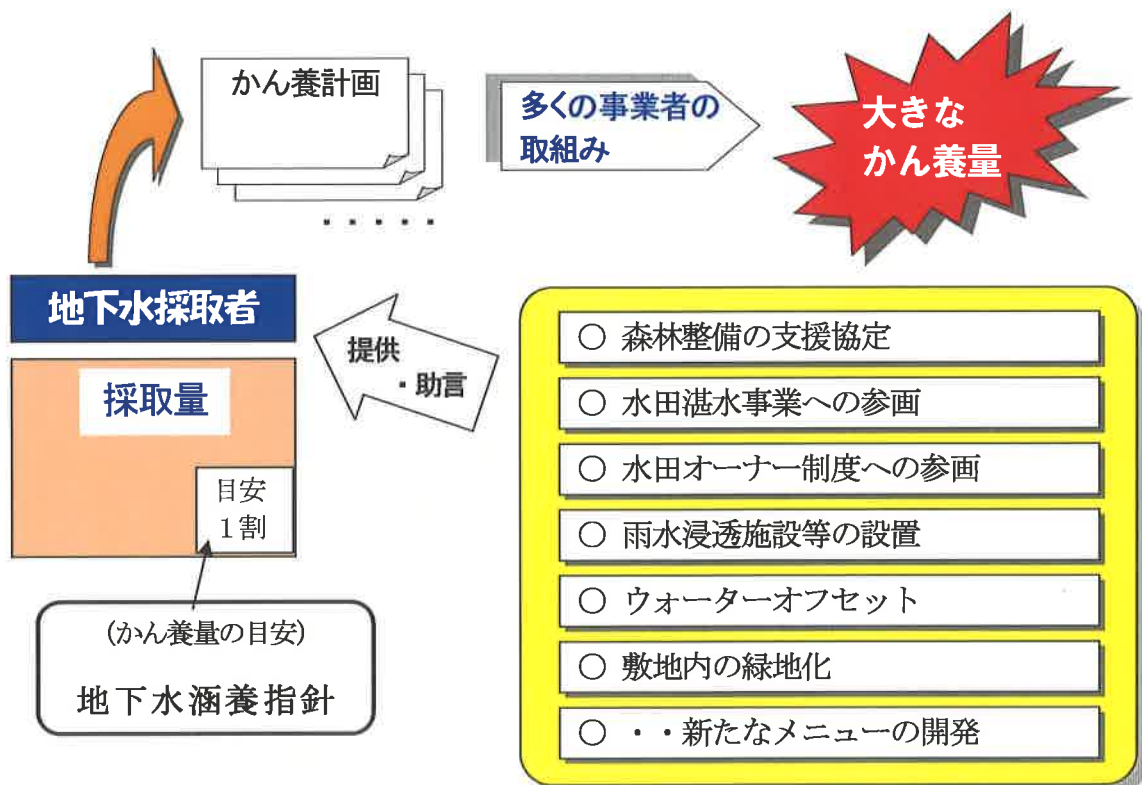 かん養計画
・・・・・
多くの事業者の
取組み
大きな
かん養量
地下水採取者
採取量
目安
１割
(かん養量の目安)
地下水涵養指針
提供
・助言
○ 森林整備の支援協定
○ 水田湛水事業への参画
○ 水田オーナー制度への参画
○ 雨水浸透施設等の設置
○ ウォーターオフセット
○ 敷地内の緑地化
○ ・・新たなメニューの開発